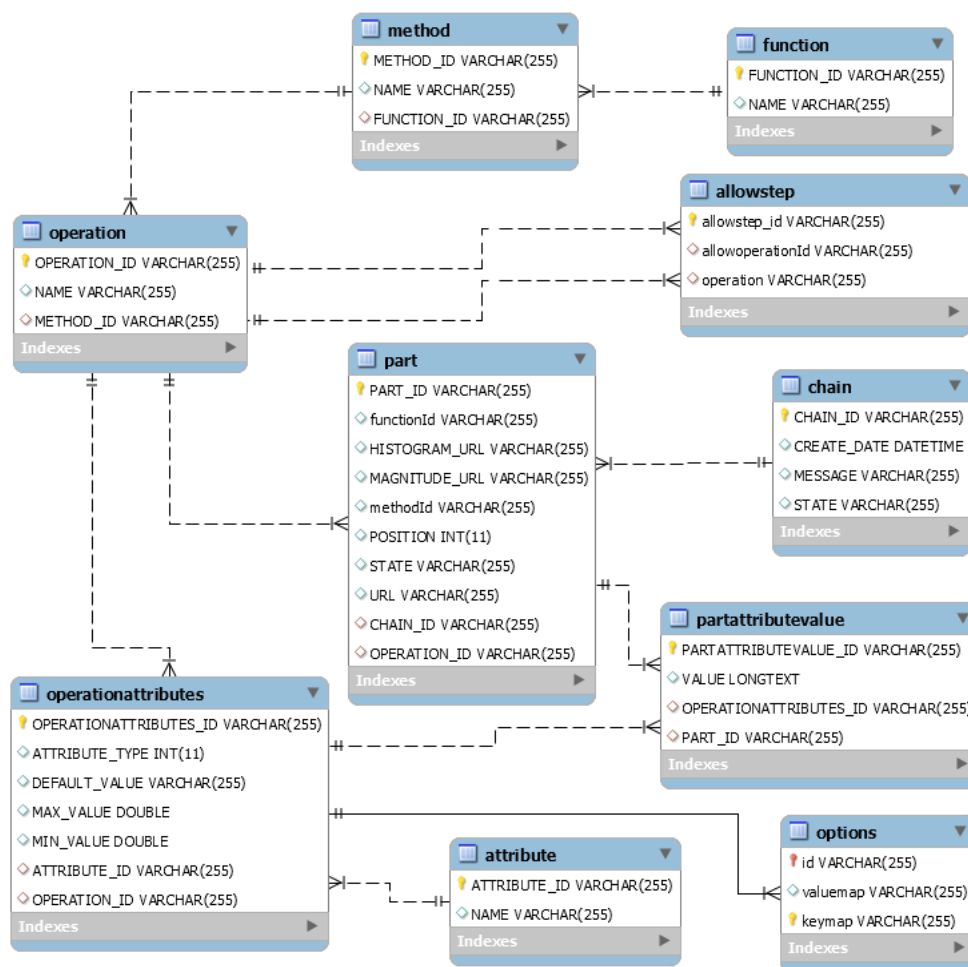 method
METHOD_ID VARCHAR(255)
NAME VARCHAR(255)
FUNCTION_ID VARCHAR(255)
Indexes
function
FUNCTION_ID VARCHAR(255)
NAME VARCHAR(255)
Indexes
allowstep
allowstep_id VARCHAR(255)
allowoperationId VARCHAR(255)
operation VARCHAR(255)
Indexes
operation
OPERATION_ID VARCHAR(255)
NAME VARCHAR(255)
METHOD_ID VARCHAR(255)
Indexes
part
PART_ID VARCHAR(255)
functionId VARCHAR(255)
HISTOGRAM_URL VARCHAR(255)
MAGNITUDE_URL VARCHAR(255)
methodId VARCHAR(255)
POSITION INT(11)
STATE VARCHAR(255)
URL VARCHAR(255)
CHAIN_ID VARCHAR(255)
OPERATION_ID VARCHAR(255)
Indexes
chain
CHAIN_ID VARCHAR(255)
CREATE_DATE DATETIME
MESSAGE VARCHAR(255)
STATE VARCHAR(255)
Indexes
partattributevalue
PARTATTRIBUTEVALUE_ID VARCHAR(255)
VALUE LONGTEXT
OPERATIONATTRIBUTES_ID VARCHAR(255)
PART_ID VARCHAR(255)
Indexes
operationattributes
OPERATIONATTRIBUTES_ID VARCHAR(255)
ATTRIBUTE_TYPE INT(11)
DEFAULT_VALUE VARCHAR(255)
MAX_VALUE DOUBLE
MIN_VALUE DOUBLE
ATTRIBUTE_ID VARCHAR(255)
OPERATION_ID VARCHAR(255)
Indexes
attribute
ATTRIBUTE_ID VARCHAR(255)
NAME VARCHAR(255)
Indexes
options
id VARCHAR(255)
valuemap VARCHAR(255)
keymap VARCHAR(255)
Indexes